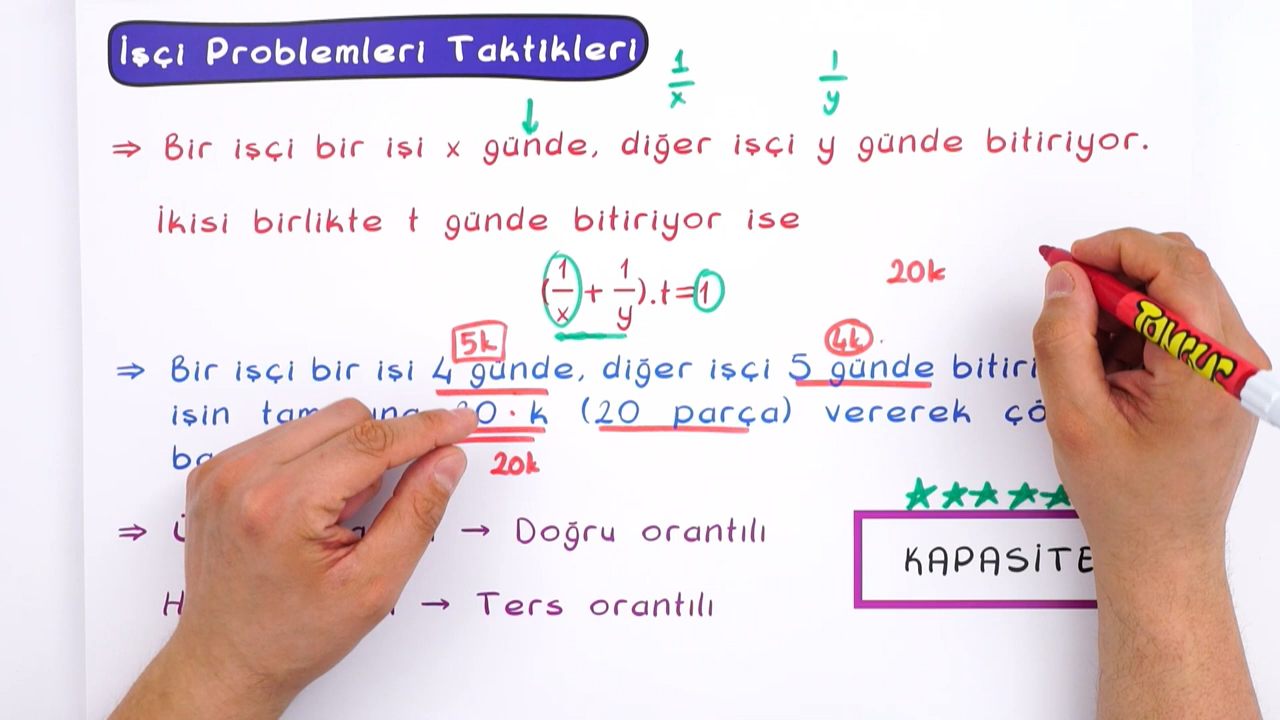 İşçi Problemleri Taktikleri
1/x 1/y
⇒ Bir işçi bir işi x günde, diğer işçi y günde bitiriyor.
İkisi birlikte t günde bitiriyor ise
(1/x + 1/y).t=1
20k
5k 4k
⇒ Bir işçi bir işi 4 günde, diğer işçi 5 günde
işin · k (20 parça) vererek
20k
⇒ → Doğru orantılı
KAPASİTE
→ Ters orantılı
Tavuruz